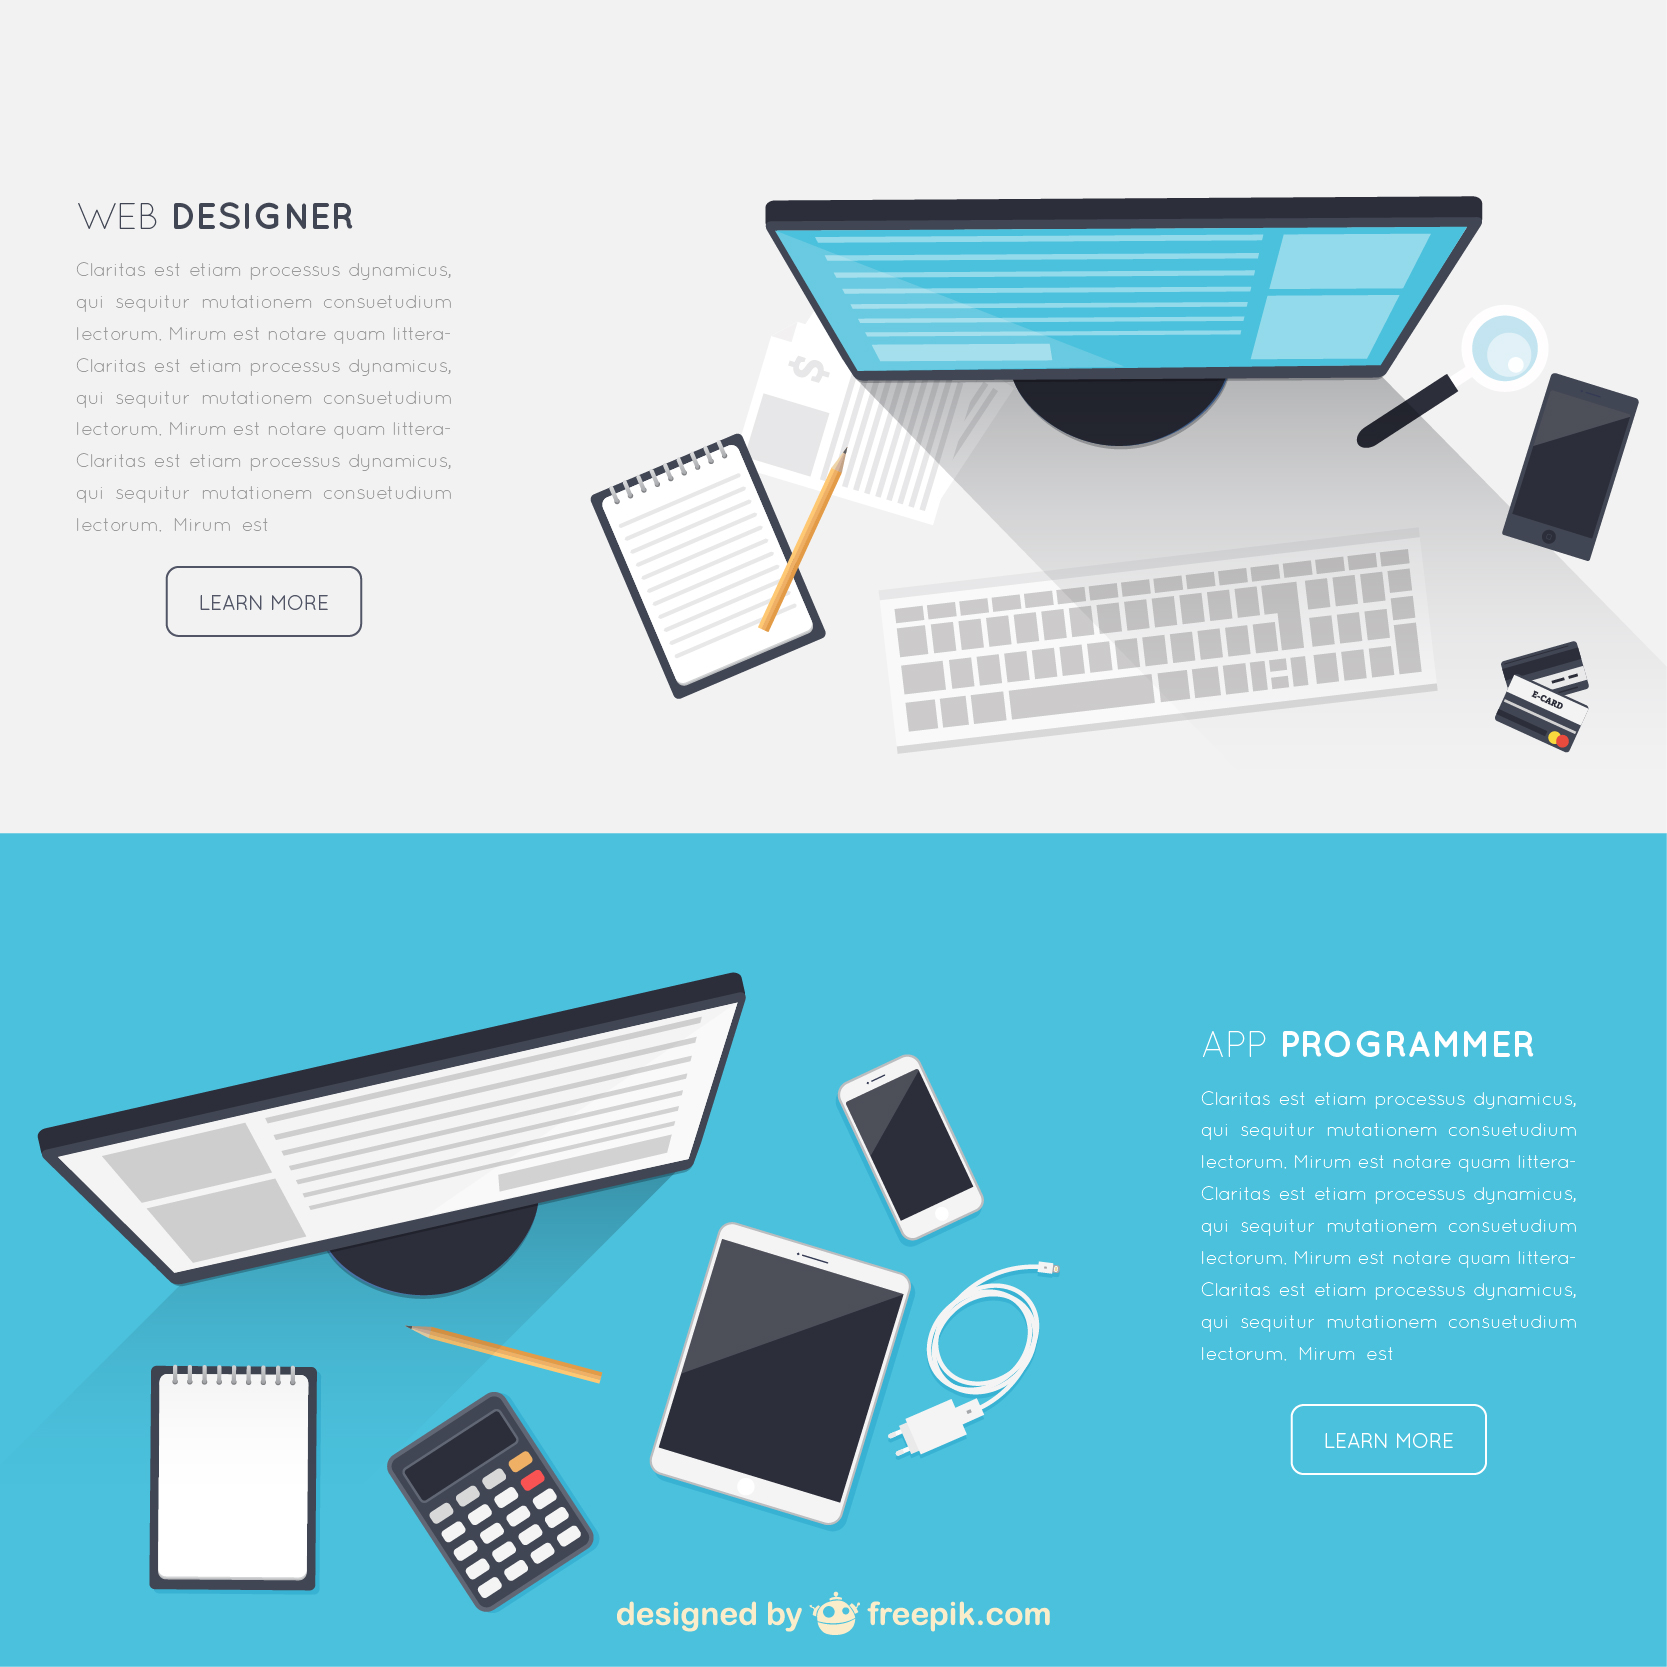 WEB DESIGNER
Claritas est etiam processus dynamicus,
qui sequitur mutationem consuetudium
lectorum. Mirum est notare quam littera-
Claritas est etiam processus dynamicus,
qui sequitur mutationem consuetudium
lectorum. Mirum est notare quam littera-
Claritas est etiam processus dynamicus,
qui sequitur mutationem consuetudium
lectorum. Mirum est
LEARN MORE
$
E-CARD
APP PROGRAMMER
Claritas est etiam processus dynamicus,
qui sequitur mutationem consuetudium
lectorum. Mirum est notare quam littera-
Claritas est etiam processus dynamicus,
qui sequitur mutationem consuetudium
lectorum. Mirum est notare quam littera-
Claritas est etiam processus dynamicus,
qui sequitur mutationem consuetudium
lectorum. Mirum est
LEARN MORE
designed by freepik.com